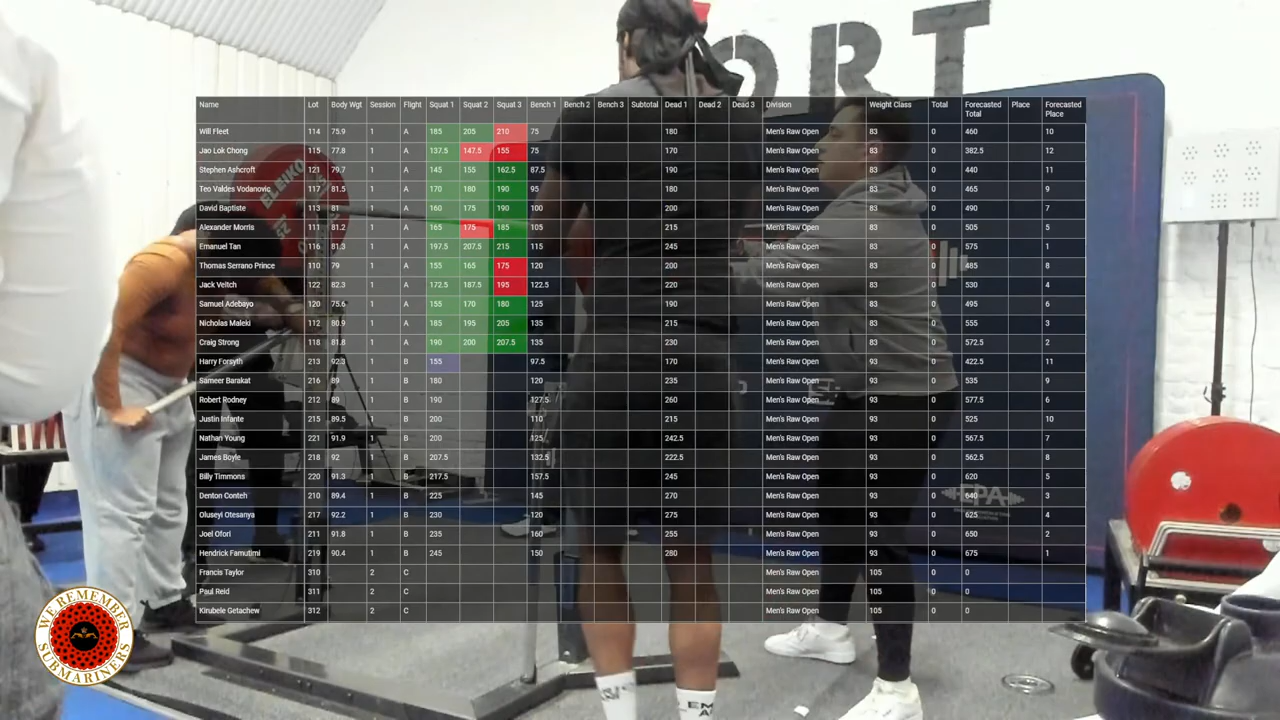 ORT
Name Lot Body Wgt Session Flight Squat 1 Squat 2 Squat 3 Bench 1 Bench 2 Bench 3 Subtotal Dead 1 Dead 2 Dead 3 Division Weight Class Total Forecasted Total Place Forecasted Place
Will Fleet 114 75.9 1 A 185 205 210 75 180 Men's Raw Open 83 0 460 10
Jao Lok Chong 115 77.8 1 A 137.5 147.5 155 75 170 Men's Raw Open 83 0 382.5 12
Stephen Ashcroft 121 79.7 1 A 145 155 162.5 87.5 190 Men's Raw Open 83 0 440 11
Teo Valdes Vodanovic 117 81.5 1 A 170 180 190 95 180 Men's Raw Open 83 0 465 9
David Baptiste 113 81 1 A 160 175 190 100 200 Men's Raw Open 83 0 490 7
Alexander Morris 111 81.2 1 A 165 175 185 105 215 Men's Raw Open 83 0 505 5
Emanuel Tan 116 81.3 1 A 197.5 207.5 215 115 245 Men's Raw Open 83 0 575 1
Thomas Serrano Prince 110 79 1 A 155 165 175 120 200 Men's Raw Open 83 0 485 8
Jack Veitch 122 82.3 1 A 172.5 187.5 195 122.5 220 Men's Raw Open 83 0 530 4
Samuel Adebayo 120 75.6 1 A 155 170 180 125 190 Men's Raw Open 83 0 495 6
Nicholas Maleki 112 80.9 1 A 185 195 205 135 215 Men's Raw Open 83 0 555 3
Craig Strong 118 81.8 1 A 190 200 207.5 135 230 Men's Raw Open 83 0 572.5 2
Harry Forsyth 213 92.3 1 B 155 97.5 170 Men's Raw Open 93 0 422.5 11
Sameer Barakat 216 89 1 B 180 120 235 Men's Raw Open 93 0 535 9
Robert Rodney 212 89 1 B 190 127.5 260 Men's Raw Open 93 0 577.5 6
Justin Infante 215 89.5 1 B 200 110 215 Men's Raw Open 93 0 525 10
Nathan Young 221 91.9 1 B 200 125 242.5 Men's Raw Open 93 0 567.5 7
James Boyle 218 92 1 B 207.5 132.5 222.5 Men's Raw Open 93 0 562.5 8
Billy Timmons 220 91.3 1 B 217.5 157.5 245 Men's Raw Open 93 0 620 5
Denton Conteh 210 89.4 1 B 225 145 270 Men's Raw Open 93 0 640 3
Oluseyi Otesanya 217 92.2 1 B 230 120 275 Men's Raw Open 93 0 625 4
Joel Ofori 211 91.8 1 B 235 160 255 Men's Raw Open 93 0 650 2
Hendrick Famutimi 219 90.4 1 B 245 150 280 Men's Raw Open 93 0 675 1
Francis Taylor 310 2 C Men's Raw Open 105 0 0
Paul Reid 311 2 C Men's Raw Open 105 0 0
Kirubele Getachew 312 2 C Men's Raw Open 105 0 0
ELEIKO
25
EPA
WE REMEMBER
SUBMARINERS